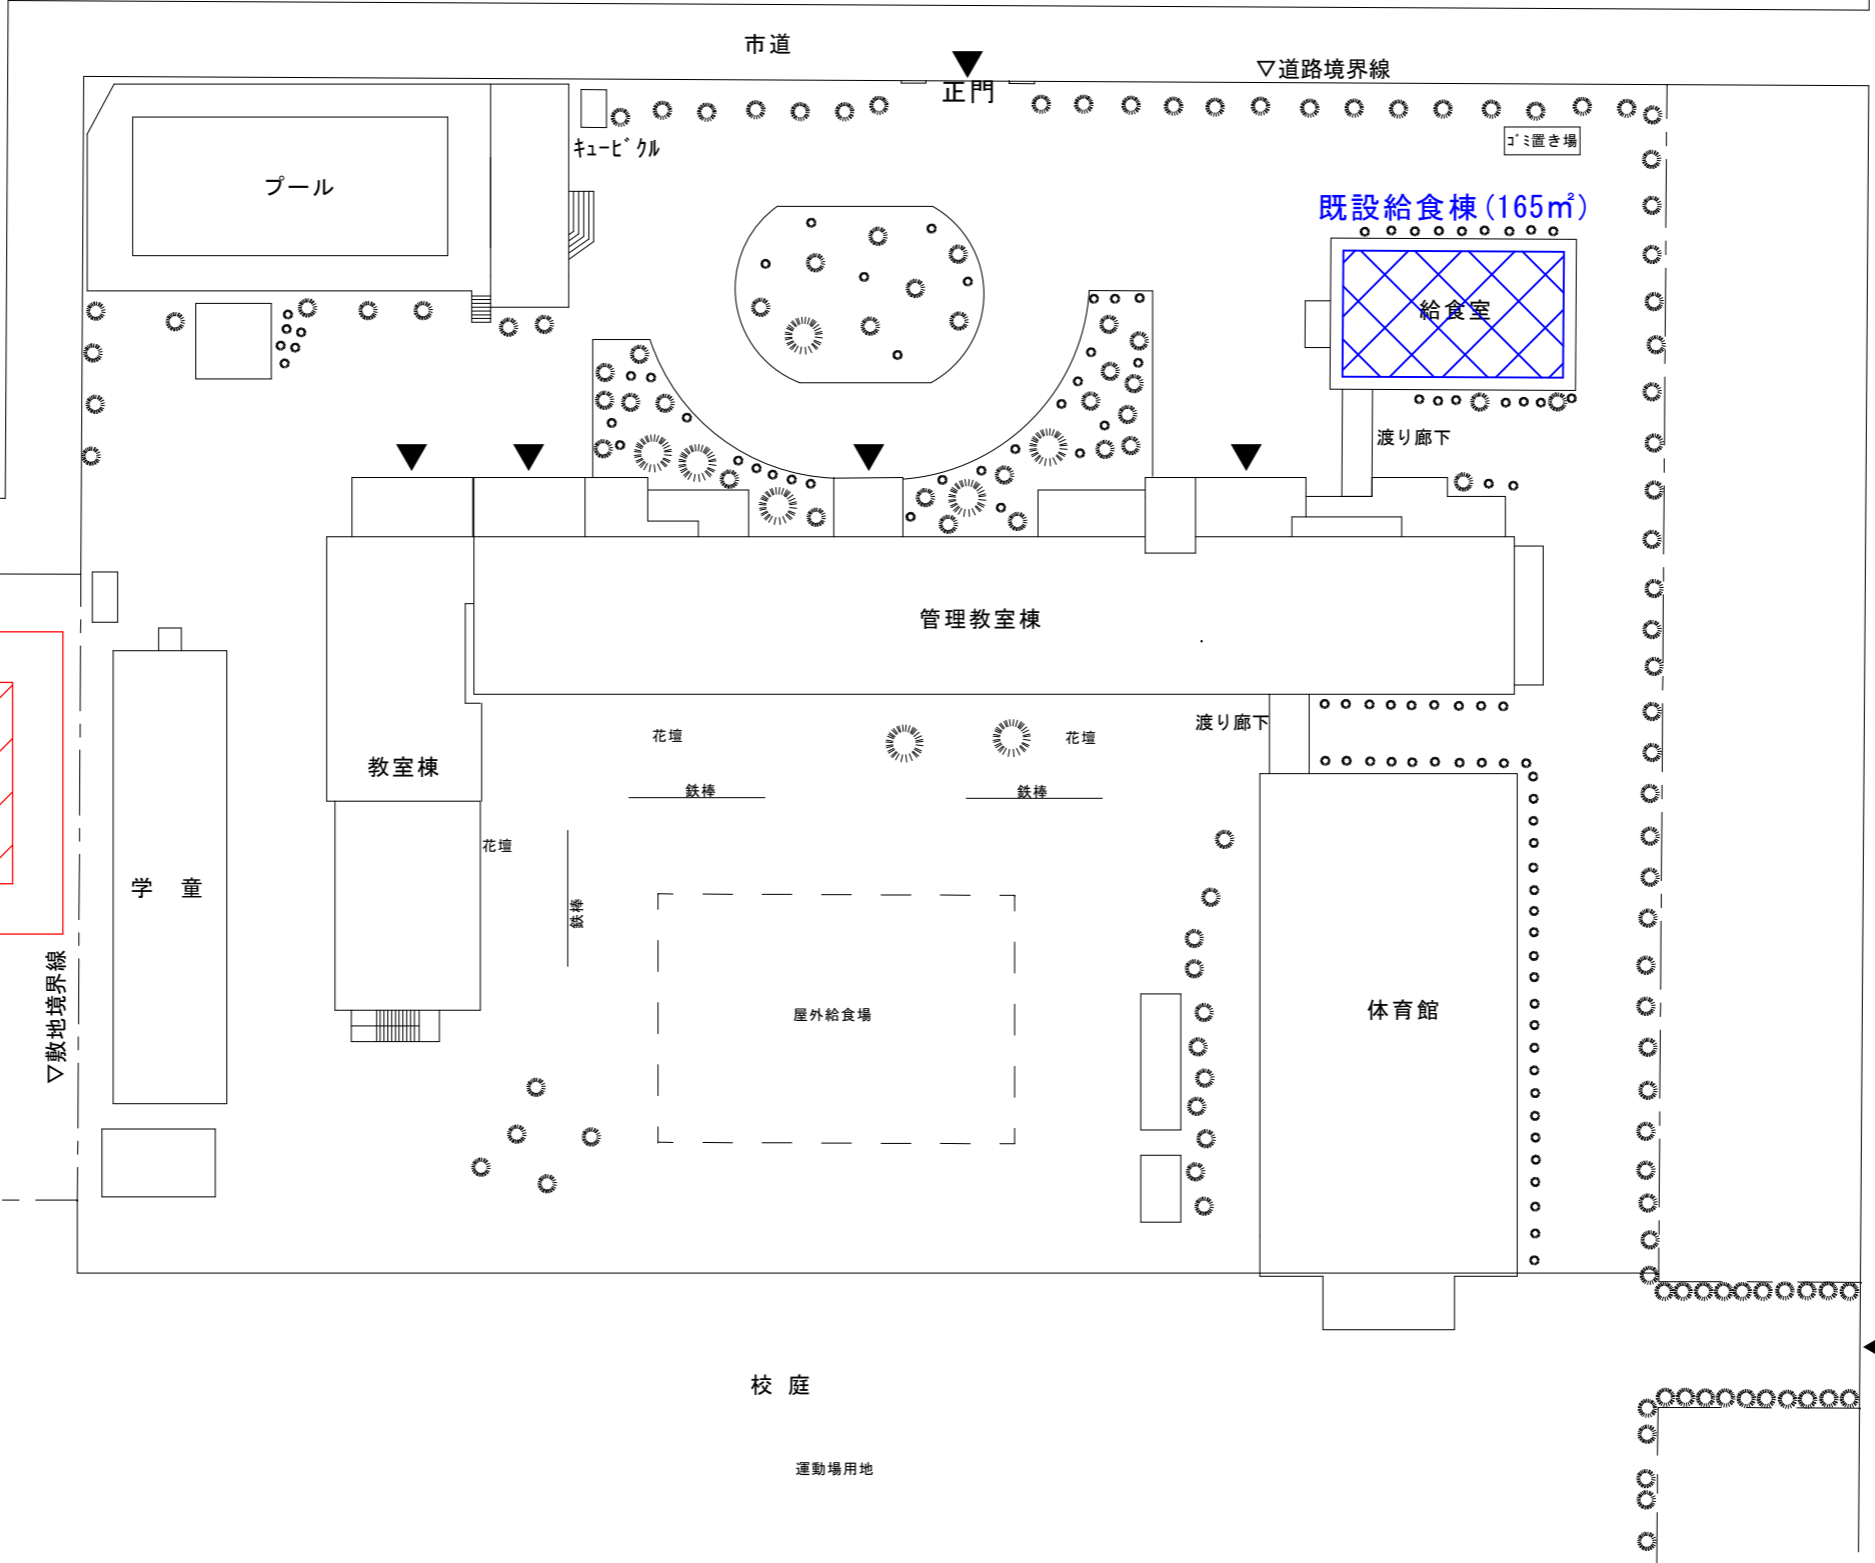 市道
▽道路境界線
正門
ｺﾞﾐ置き場
ｷｭｰﾋﾞｸﾙ
プール
既設給食棟(165㎡)
給食室
渡り廊下
管理教室棟
渡り廊下
花壇
花壇
教室棟
鉄棒
鉄棒
花壇
学　童
鉄棒
▽敷地境界線
屋外給食場
体育館
校 庭
運動場用地